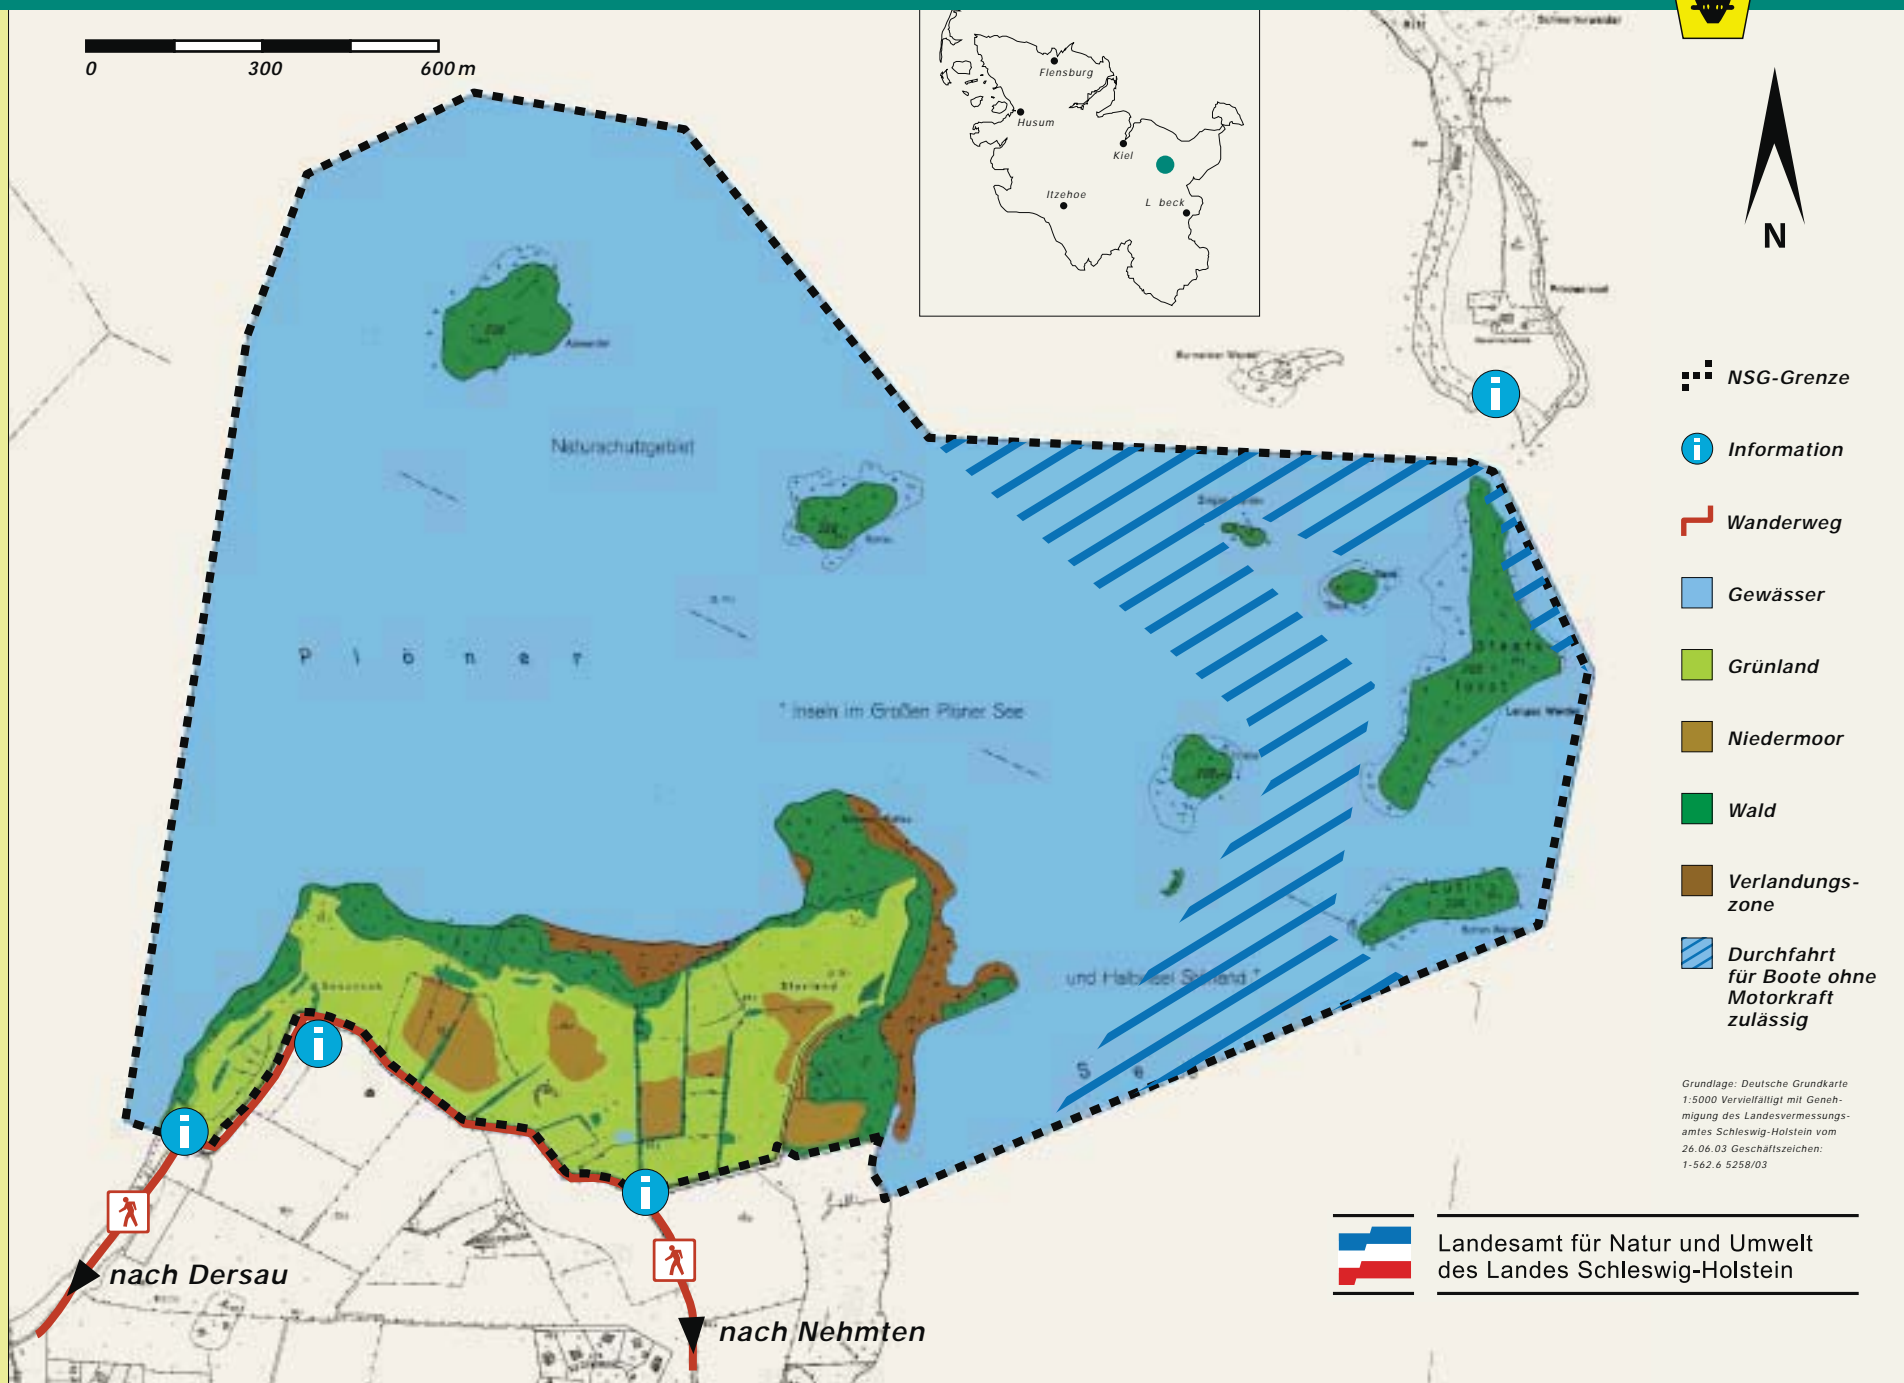 0 300 600 m
Flensburg
Husum
Kiel
Itzehoe
L beck
N
Naturschutzgebiet
P l ö n e r
" Inseln im Großen Plöner See
und Halbinsel Störland "
S e e
NSG-Grenze
Information
Wanderweg
Gewässer
Grünland
Niedermoor
Wald
Verlandungs-
zone
Durchfahrt
für Boote ohne
Motorkraft
zulässig
Grundlage: Deutsche Grundkarte
1:5000 Vervielfältigt mit Geneh-
migung des Landesvermessungs-
amtes Schleswig-Holstein vom
26.06.03 Geschäftszeichen:
1-562.6 5258/03
Landesamt für Natur und Umwelt
des Landes Schleswig-Holstein
nach Dersau
nach Nehmten